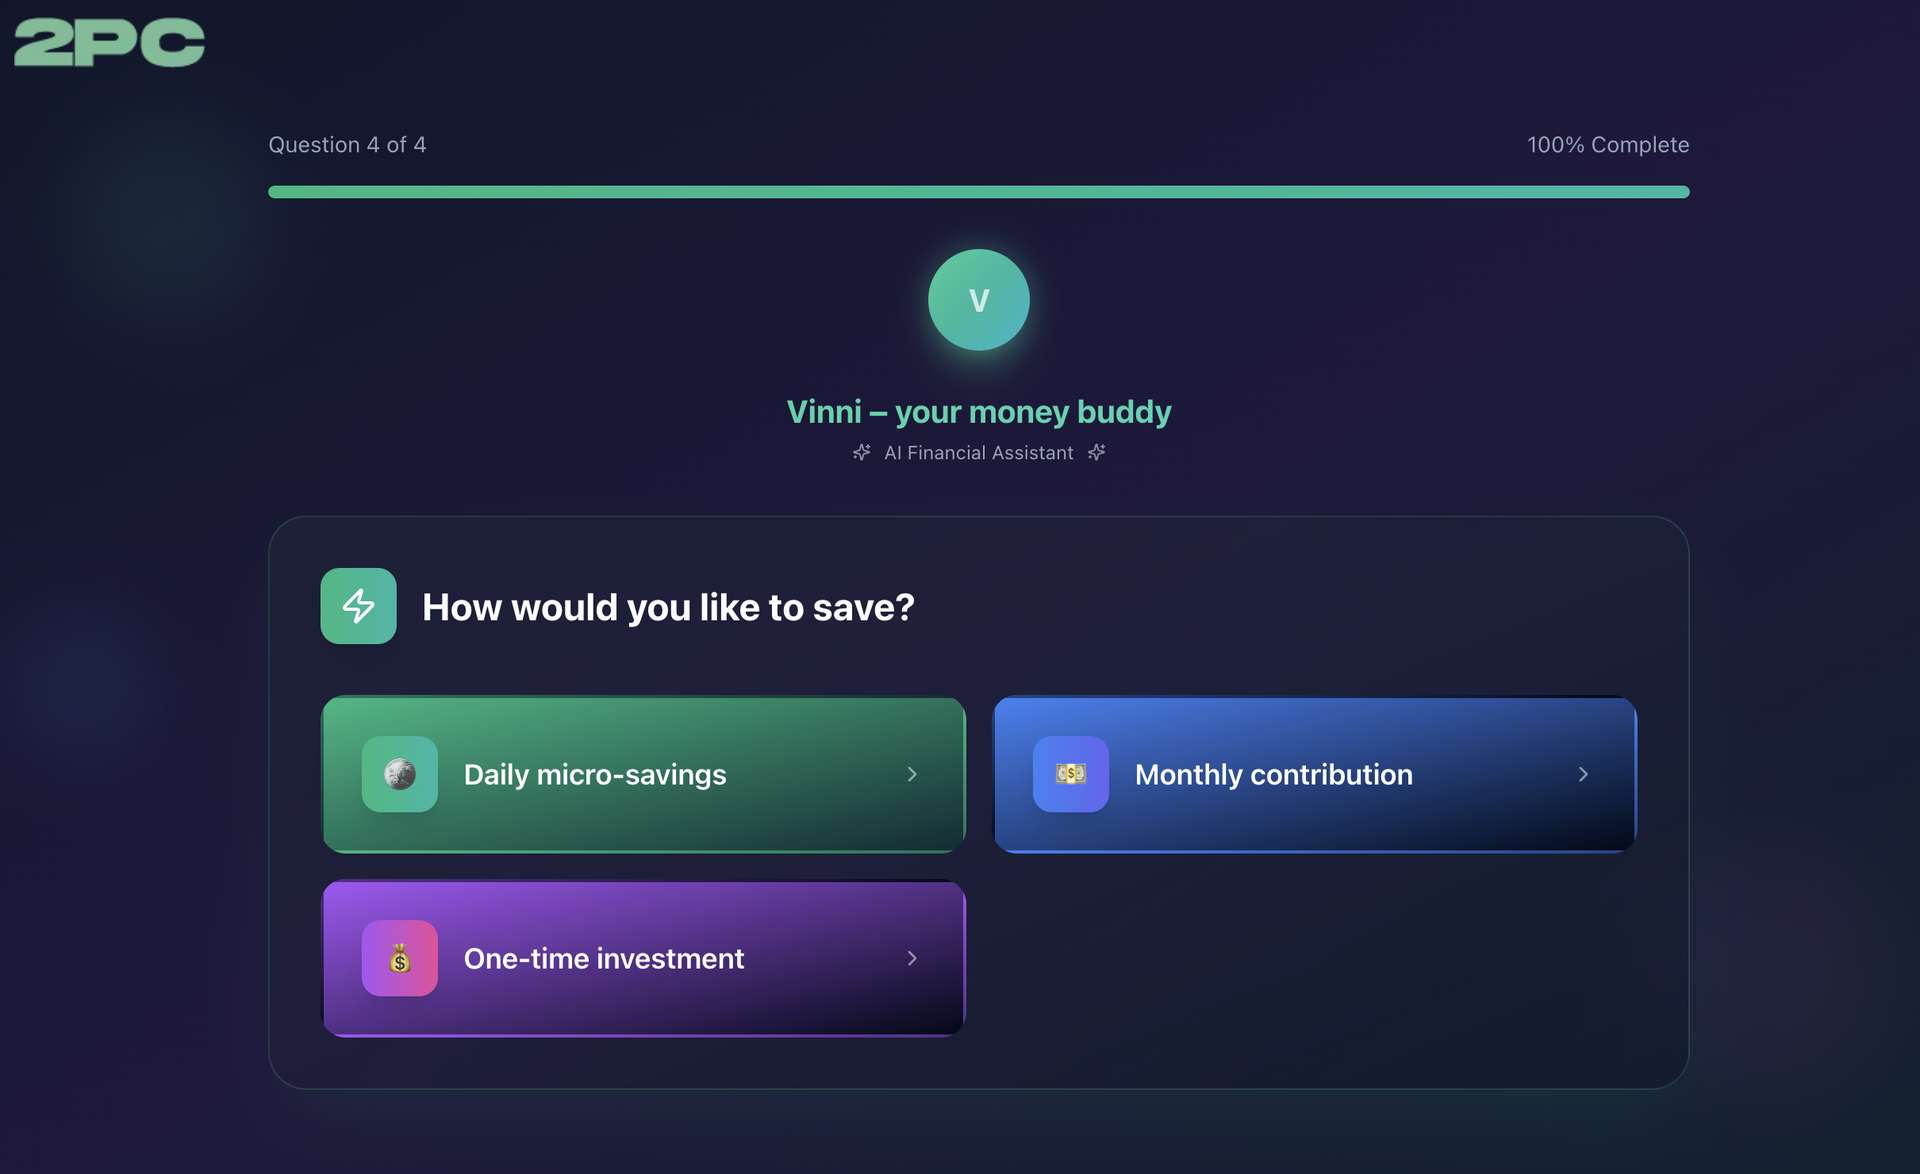 2PC
Question 4 of 4
100% Complete
V
Vinni – your money buddy
AI Financial Assistant
How would you like to save?
Daily micro-savings
Monthly contribution
One-time investment